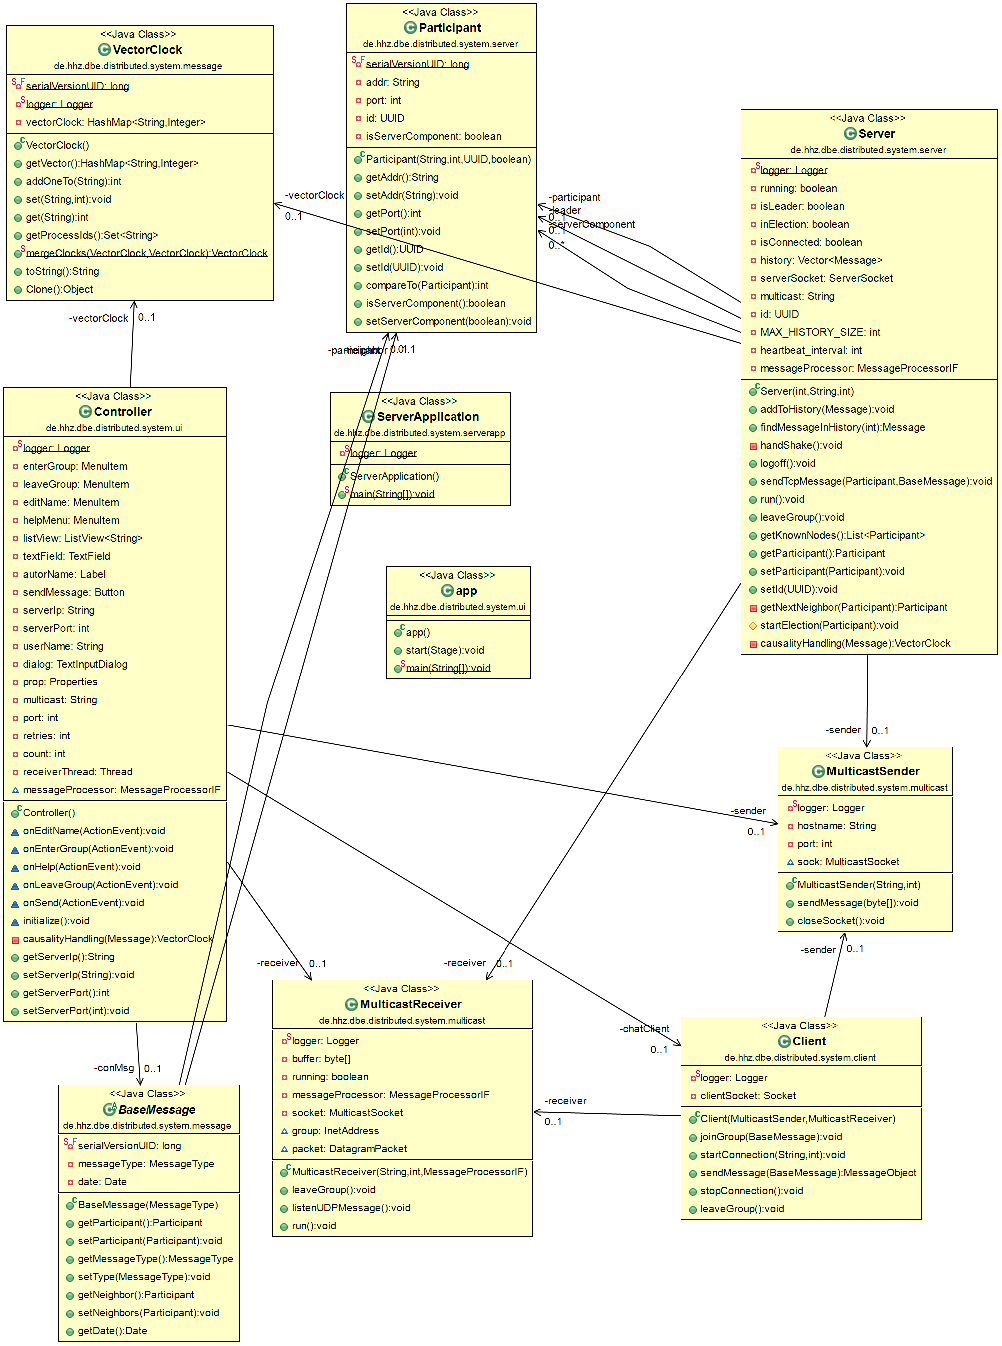 <<Java Class>>
VectorClock
de.hhz.dbe.distributed.system.message
serialVersionUID: long
logger: Logger
vectorClock: HashMap<String,Integer>
VectorClock()
getVector():HashMap<String,Integer>
addOneTo(String):int
set(String,int):void
get(String):int
getProcessIds():Set<String>
mergeClocks(VectorClock,VectorClock):VectorClock
toString():String
Clone():Object
<<Java Class>>
Participant
de.hhz.dbe.distributed.system.server
serialVersionUID: long
addr: String
port: int
id: UUID
isServerComponent: boolean
Participant(String,int,UUID,boolean)
getAddr():String
setAddr(String):void
getPort():int
setPort(int):void
getId():UUID
setId(UUID):void
compareTo(Participant):int
isServerComponent():boolean
setServerComponent(boolean):void
<<Java Class>>
Server
de.hhz.dbe.distributed.system.server
logger: Logger
running: boolean
isLeader: boolean
inElection: boolean
isConnected: boolean
history: Vector<Message>
serverSocket: ServerSocket
multicast: String
id: UUID
MAX_HISTORY_SIZE: int
heartbeat_interval: int
messageProcessor: MessageProcessorIF
Server(int,String,int)
addToHistory(Message):void
findMessageInHistory(int):Message
handShake():void
logoff():void
sendTcpMessage(Participant,BaseMessage):void
run():void
leaveGroup():void
getKnownNodes():List<Participant>
getParticipant():Participant
setParticipant(Participant):void
setId(UUID):void
getNextNeighbor(Participant):Participant
startElection(Participant):void
causalityHandling(Message):VectorClock
-vectorClock
0..1
-participant
-leader
0..1
-serverComponent
0..1
0..*
-vectorClock 0..1
-participant
-neighbor
0..1
0..1
<<Java Class>>
Controller
de.hhz.dbe.distributed.system.ui
logger: Logger
enterGroup: MenuItem
leaveGroup: MenuItem
editName: MenuItem
helpMenu: MenuItem
listView: ListView<String>
textField: TextField
autorName: Label
sendMessage: Button
serverIp: String
serverPort: int
userName: String
dialog: TextInputDialog
prop: Properties
multicast: String
port: int
retries: int
count: int
receiverThread: Thread
messageProcessor: MessageProcessorIF
Controller()
onEditName(ActionEvent):void
onEnterGroup(ActionEvent):void
onHelp(ActionEvent):void
onLeaveGroup(ActionEvent):void
onSend(ActionEvent):void
initialize():void
causalityHandling(Message):VectorClock
getServerIp():String
setServerIp(String):void
getServerPort():int
setServerPort(int):void
<<Java Class>>
ServerApplication
de.hhz.dbe.distributed.system.serverapp
logger: Logger
ServerApplication()
main(String[]):void
<<Java Class>>
app
de.hhz.dbe.distributed.system.ui
app()
start(Stage):void
main(String[]):void
-sender 0..1
<<Java Class>>
MulticastSender
de.hhz.dbe.distributed.system.multicast
logger: Logger
hostname: String
port: int
sock: MulticastSocket
MulticastSender(String,int)
sendMessage(byte[]):void
closeSocket():void
-sender
0..1
-sender 0..1
-receiver 0..1
-receiver 0..1
<<Java Class>>
MulticastReceiver
de.hhz.dbe.distributed.system.multicast
logger: Logger
buffer: byte[]
running: boolean
messageProcessor: MessageProcessorIF
socket: MulticastSocket
group: InetAddress
packet: DatagramPacket
MulticastReceiver(String,int,MessageProcessorIF)
leaveGroup():void
listenUDPMessage():void
run():void
-chatClient
0..1
-receiver
0..1
<<Java Class>>
Client
de.hhz.dbe.distributed.system.client
logger: Logger
clientSocket: Socket
Client(MulticastSender,MulticastReceiver)
joinGroup(BaseMessage):void
startConnection(String,int):void
sendMessage(BaseMessage):MessageObject
stopConnection():void
leaveGroup():void
-conMsg 0..1
<<Java Class>>
BaseMessage
de.hhz.dbe.distributed.system.message
serialVersionUID: long
messageType: MessageType
date: Date
BaseMessage(MessageType)
getParticipant():Participant
setParticipant(Participant):void
getMessageType():MessageType
setType(MessageType):void
getNeighbor():Participant
setNeighbors(Participant):void
getDate():Date